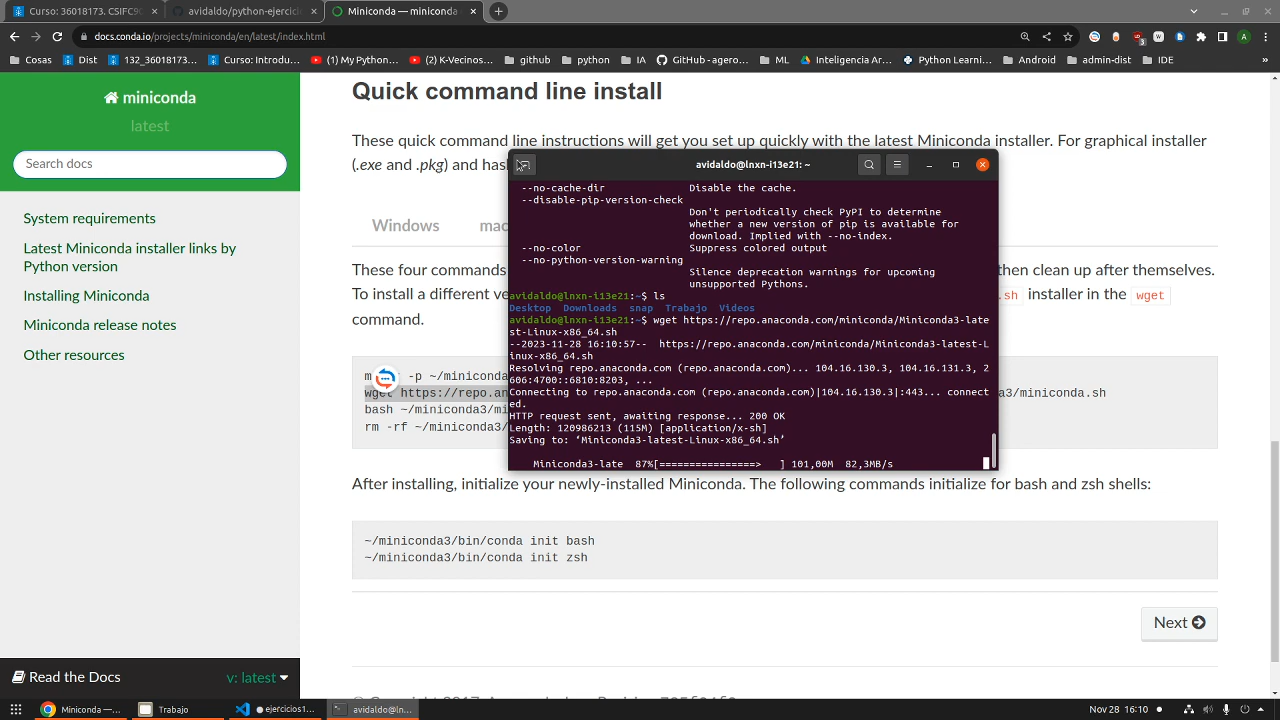 Curso: 36018173. CSIFC9
avidaldo/python-ejercici
Miniconda — miniconda
docs.conda.io/projects/miniconda/en/latest/index.html
Cosas
Dist
132_36018173...
Curso: Introdu...
(1) My Python...
(2) K-Vecinos...
github
python
IA
GitHub - agero...
ML
Inteligencia Ar...
Python Learni...
Android
admin-dist
IDE
»
miniconda
latest
Search docs
System requirements
Latest Miniconda installer links by
Python version
Installing Miniconda
Miniconda release notes
Other resources
Read the Docs
v: latest
Quick command line install
These quick command line instructions will get you set up quickly with the latest Miniconda installer. For graphical installer
(.exe and .pkg) and hash
Windows
mac
These four commands
then clean up after themselves.
To install a different ve
.sh installer in the wget
command.
-p ~/miniconda
wget https://repo.an
a3/miniconda.sh
bash ~/miniconda3/mi
rm -rf ~/miniconda3/
avidaldo@lnxn-i13e21: ~
--no-cache-dir Disable the cache.
--disable-pip-version-check
Don't periodically check PyPI to determine
whether a new version of pip is available for
download. Implied with --no-index.
--no-color Suppress colored output
--no-python-version-warning
Silence deprecation warnings for upcoming
unsupported Pythons.
avidaldo@lnxn-i13e21:~$ ls
Desktop Downloads snap Trabajo Videos
avidaldo@lnxn-i13e21:~$ wget https://repo.anaconda.com/miniconda/Miniconda3-late
st-Linux-x86_64.sh
--2023-11-28 16:10:57-- https://repo.anaconda.com/miniconda/Miniconda3-latest-L
inux-x86_64.sh
Resolving repo.anaconda.com (repo.anaconda.com)... 104.16.130.3, 104.16.131.3, 2
606:4700::6810:8203, ...
Connecting to repo.anaconda.com (repo.anaconda.com)|104.16.130.3|:443... connect
ed.
HTTP request sent, awaiting response... 200 OK
Length: 120986213 (115M) [application/x-sh]
Saving to: ‘Miniconda3-latest-Linux-x86_64.sh’
Miniconda3-late 87%[================> ] 101,00M 82,3MB/s
After installing, initialize your newly-installed Miniconda. The following commands initialize for bash and zsh shells:
~/miniconda3/bin/conda init bash
~/miniconda3/bin/conda init zsh
Next
Miniconda —...
Trabajo
ejercicios1...
avidaldo@ln...
Nov 28 16:10